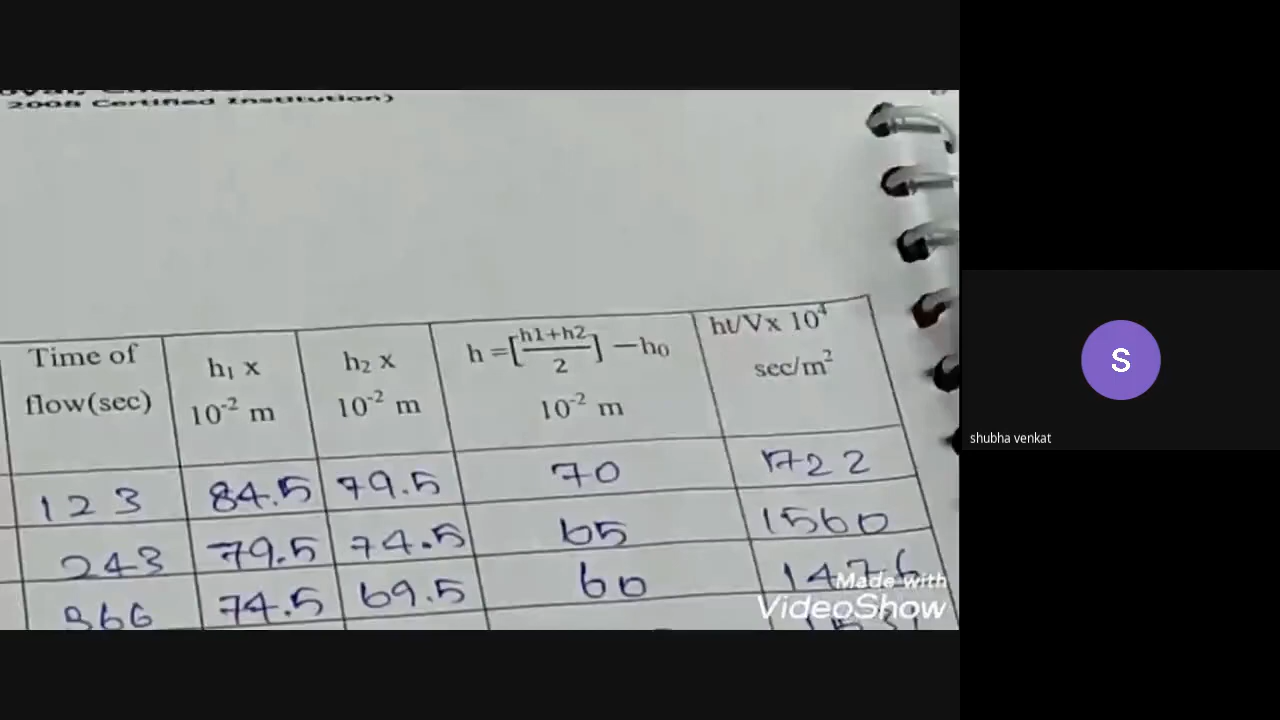 2008 Certified Institution)
Time of flow(sec) h₁ x 10⁻² m h₂ x 10⁻² m h =[h1+h2/2] −h₀ 10⁻² m ht/Vx 10⁴ sec/m²
123 84.5 79.5 70 1722
243 79.5 74.5 65 1560
366 74.5 69.5 60 1476
Made with
VideoShow
S
shubha venkat